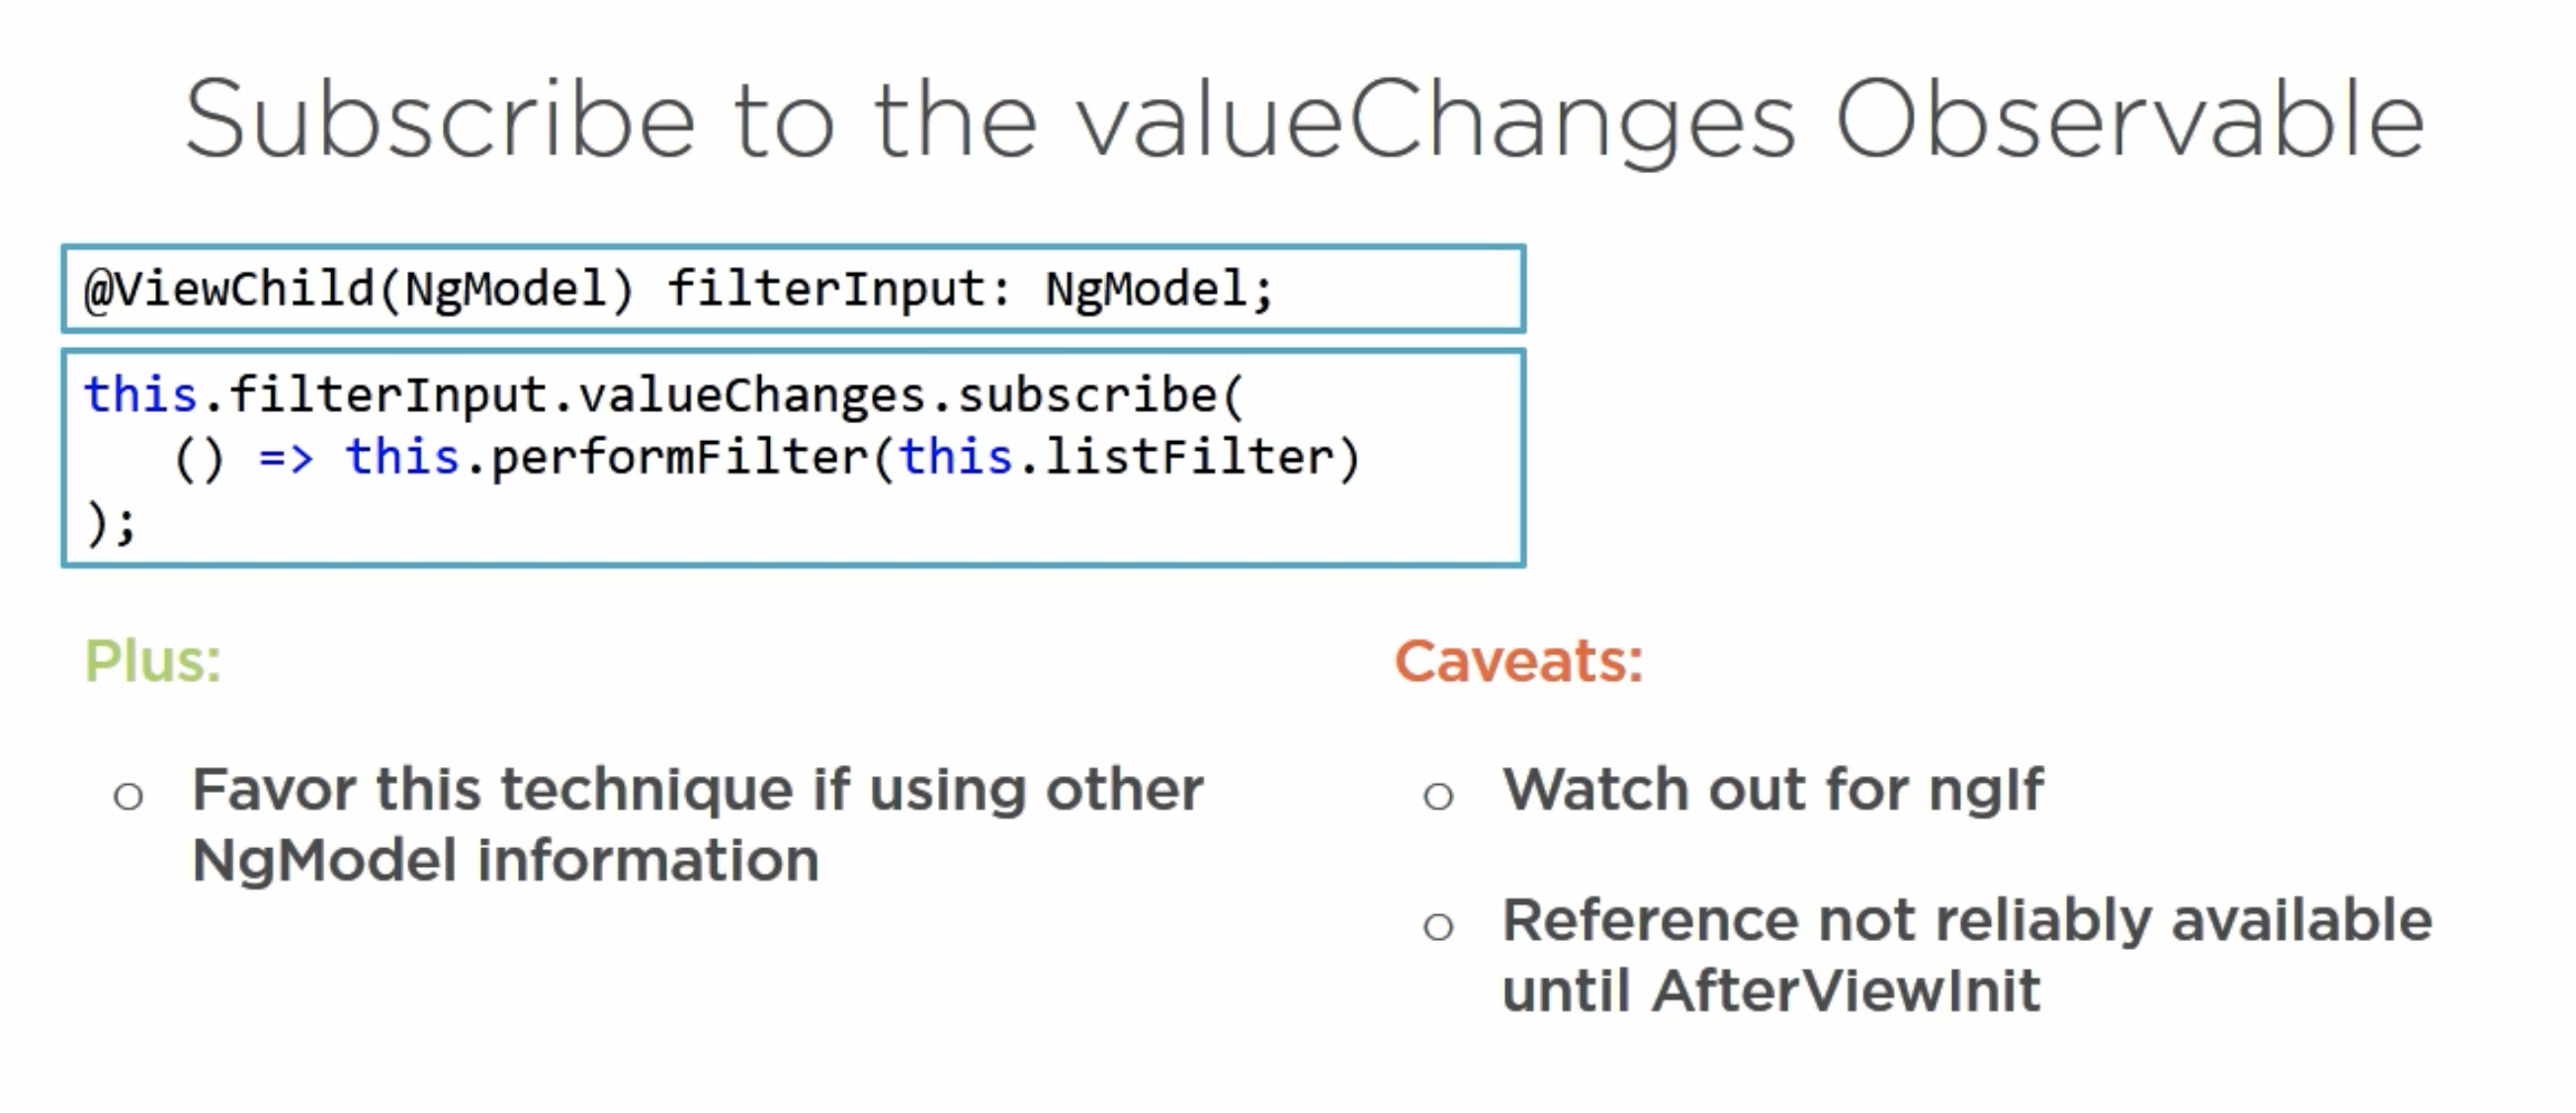 Subscribe to the valueChanges Observable
@ViewChild(NgModel) filterInput: NgModel;
this.filterInput.valueChanges.subscribe(
   () => this.performFilter(this.listFilter)
);
Plus:
○ Favor this technique if using other
NgModel information
Caveats:
○ Watch out for ngIf
○ Reference not reliably available
until AfterViewInit